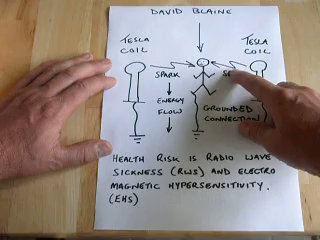 DAVID BLAINE
TESLA COIL
TESLA COIL
SPARK
ENERGY FLOW
GROUNDED CONNECTION
HEALTH RISK IS RADIO WAVE
SICKNESS (RWS) AND ELECTRO
MAGNETIC HYPERSENSITIVITY.
(EHS)